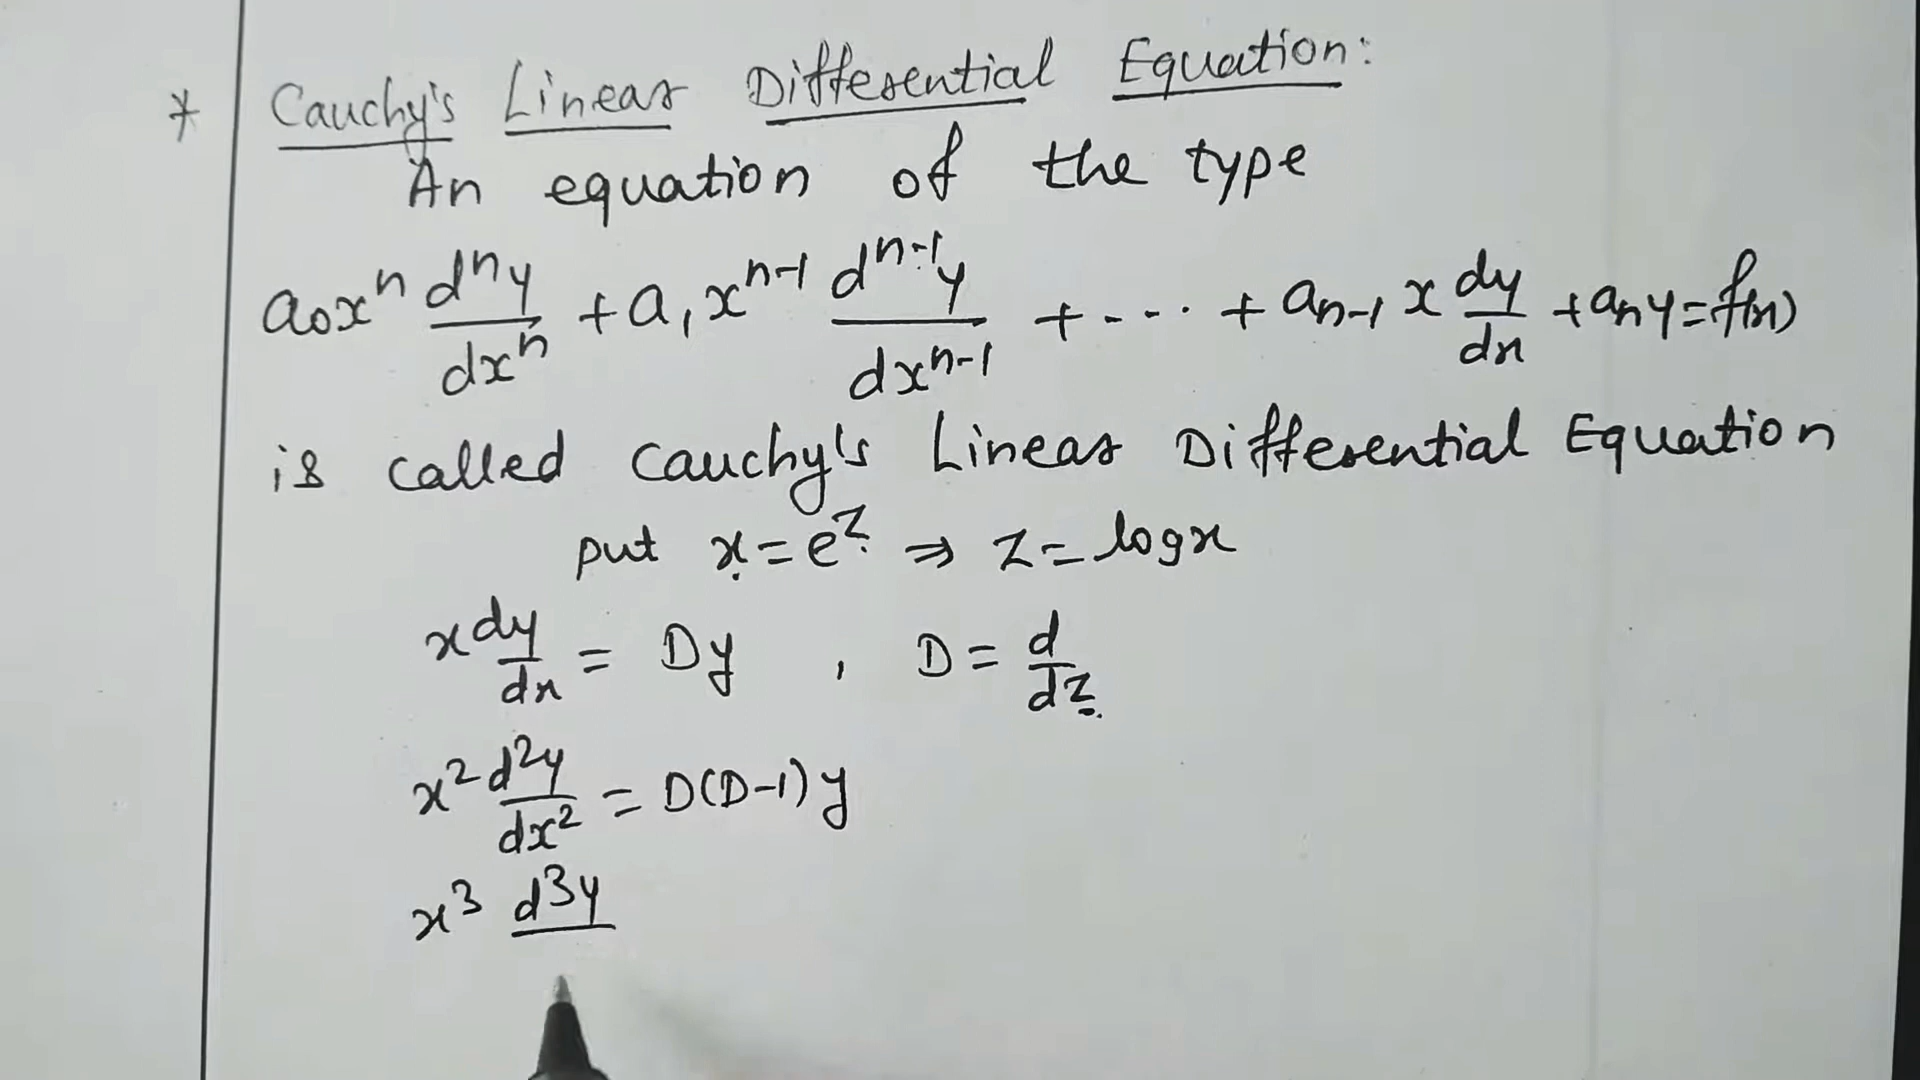 * Cauchy's Linear Differential Equation:
An equation of the type
a₀xⁿ dⁿy/dxⁿ + a₁xⁿ⁻¹ dⁿ⁻¹y/dxⁿ⁻¹ + ---- + aₙ₋₁ x dy/dx + aₙy = f(x)
is called Cauchy's Linear Differential Equation
put x = e^z ⇒ z = log x
x dy/dx = Dy , D = d/dz
x² d²y/dx² = D(D-1)y
x³ d³y